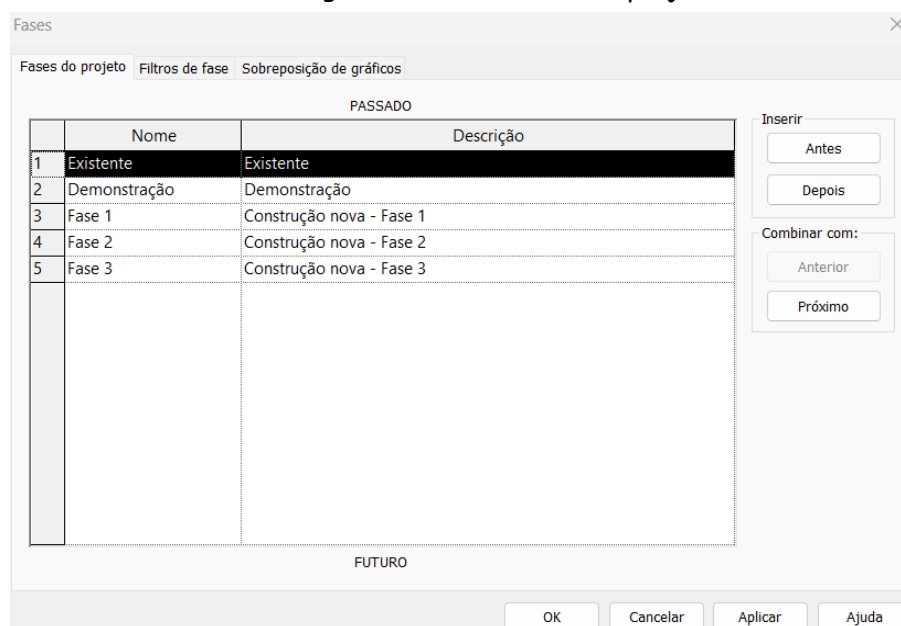 Fases
Fases do projeto Filtros de fase Sobreposição de gráficos
PASSADO
Nome Descrição
1 Existente Existente
2 Demonstração Demonstração
3 Fase 1 Construção nova - Fase 1
4 Fase 2 Construção nova - Fase 2
5 Fase 3 Construção nova - Fase 3
FUTURO
Inserir
Antes
Depois
Combinar com:
Anterior
Próximo
OK Cancelar Aplicar Ajuda